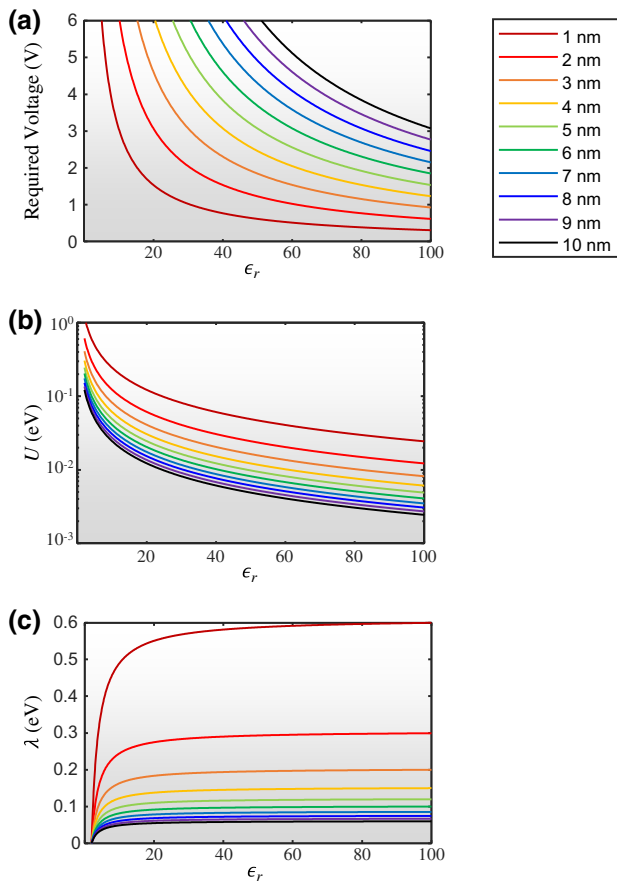 (a)
Required Voltage (V)
6
5
4
3
2
1
0
20 40 60 80 100
ϵr
1 nm
2 nm
3 nm
4 nm
5 nm
6 nm
7 nm
8 nm
9 nm
10 nm
(b)
U (eV)
10^0
10^-1
10^-2
10^-3
20 40 60 80 100
ϵr
(c)
λ (eV)
0.6
0.5
0.4
0.3
0.2
0.1
0
20 40 60 80 100
ϵr